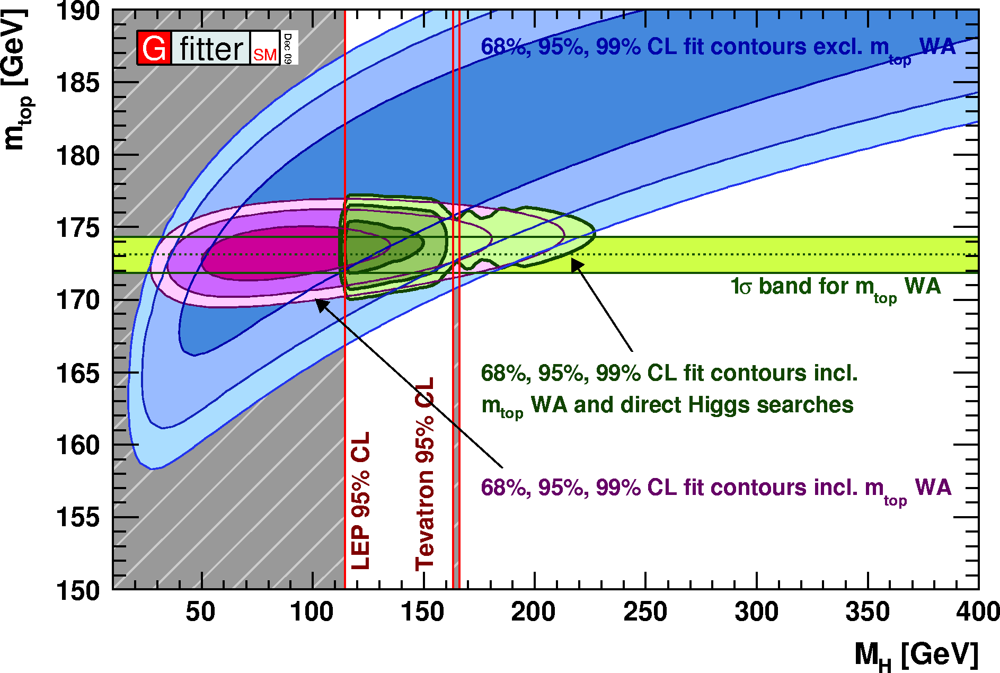 m_top [GeV]
190
185
180
175
170
165
160
155
150
G fitter SM
Dec 09
68%, 95%, 99% CL fit contours excl. m_top WA
1σ band for m_top WA
68%, 95%, 99% CL fit contours incl.
m_top WA and direct Higgs searches
68%, 95%, 99% CL fit contours incl. m_top WA
LEP 95% CL
Tevatron 95% CL
50 100 150 200 250 300 350 400
M_H [GeV]